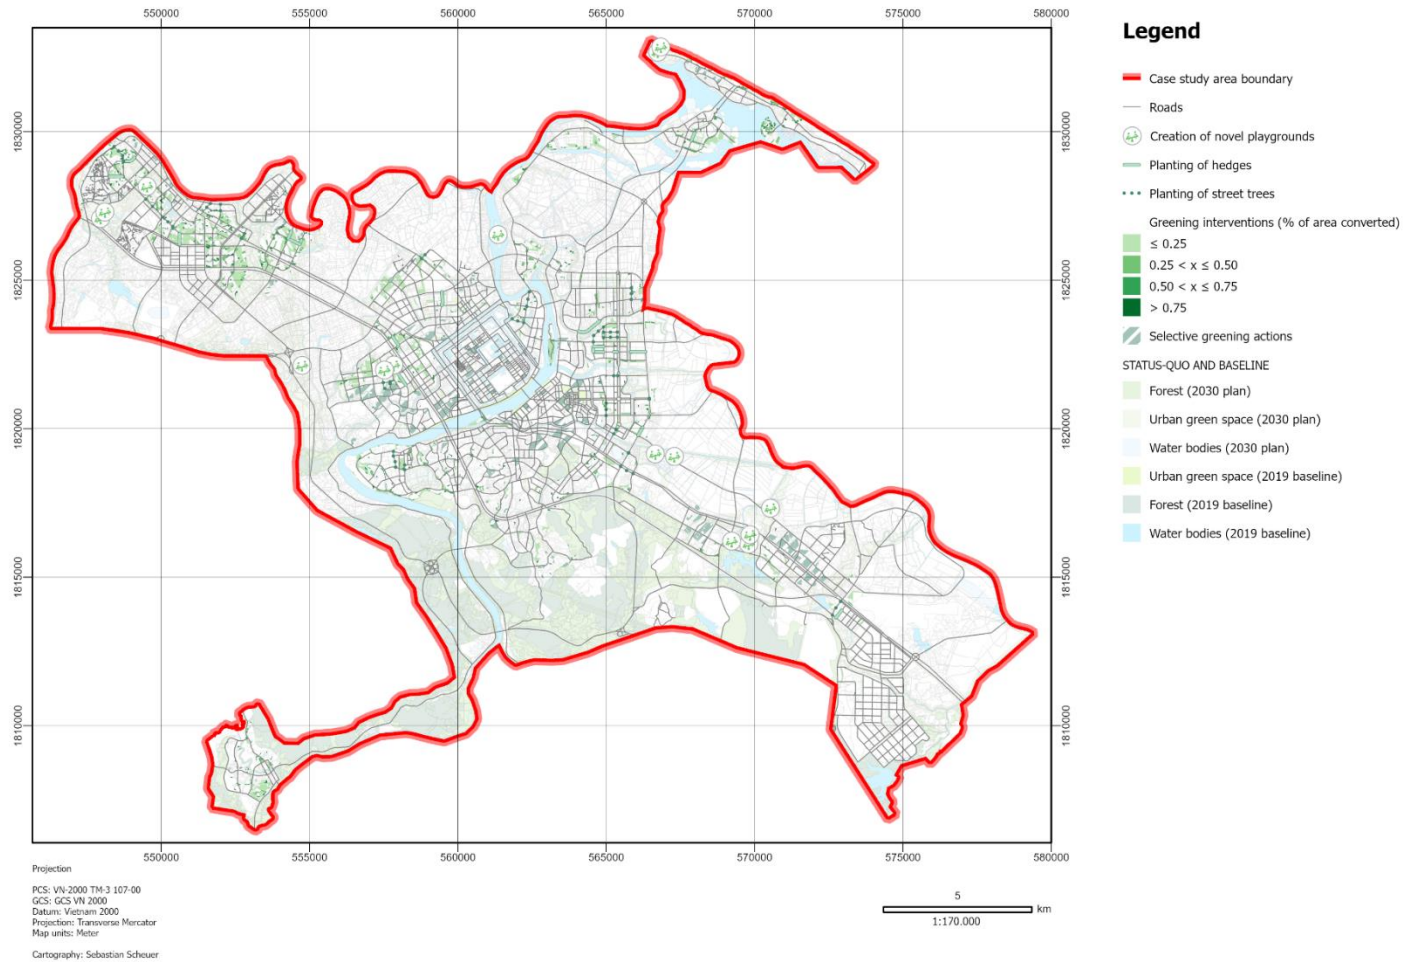 550000 555000 560000 565000 570000 575000 580000
1830000 1830000
1825000 1825000
1820000 1820000
1815000 1815000
1810000 1810000
550000 555000 560000 565000 570000 575000 580000
Legend
Case study area boundary
Roads
Creation of novel playgrounds
Planting of hedges
Planting of street trees
Greening interventions (% of area converted)
≤ 0.25
0.25 < x ≤ 0.50
0.50 < x ≤ 0.75
> 0.75
Selective greening actions
STATUS-QUO AND BASELINE
Forest (2030 plan)
Urban green space (2030 plan)
Water bodies (2030 plan)
Urban green space (2019 baseline)
Forest (2019 baseline)
Water bodies (2019 baseline)
Projection
PCS: VN-2000 TM-3 107-00
GCS: GCS VN 2000
Datum: Vietnam 2000
Projection: Transverse Mercator
Map units: Meter
Cartography: Sebastian Scheuer
5
km
1:170.000